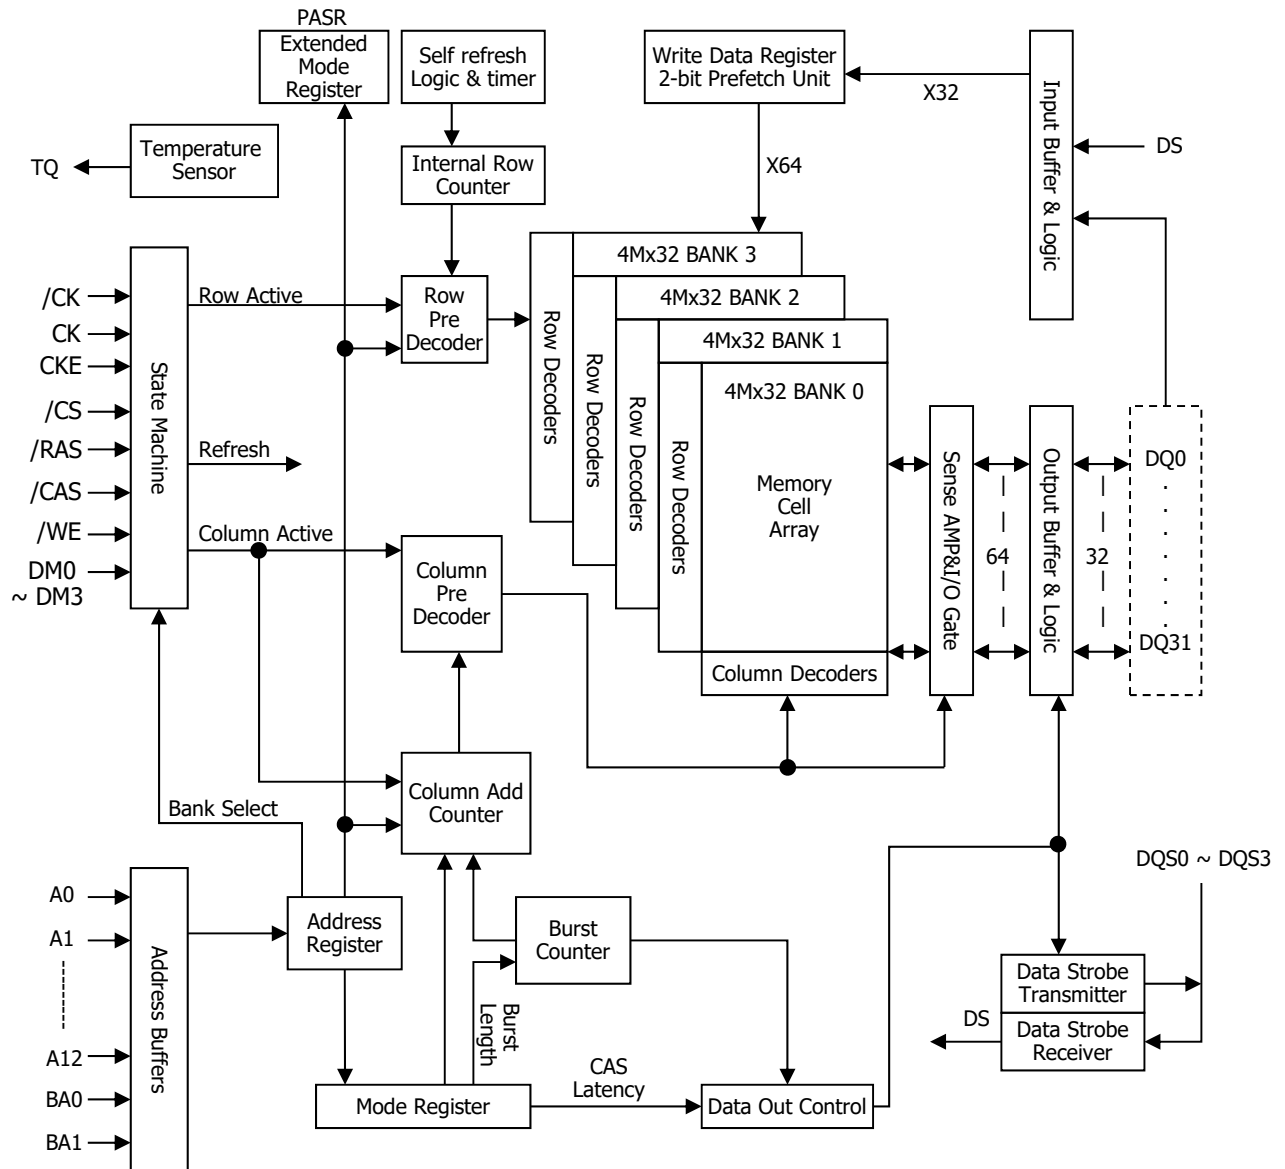 PASR
Extended
Mode
Register
Self refresh
Logic & timer
Write Data Register
2-bit Prefetch Unit
X32
Input Buffer & Logic
DS
TQ
Temperature
Sensor
Internal Row
Counter
X64
/CK
CK
CKE
/CS
/RAS
/CAS
/WE
DM0
~ DM3
State Machine
Row Active
Refresh
Column Active
Row
Pre
Decoder
Row Decoders
Row Decoders
Row Decoders
Row Decoders
4Mx32 BANK 3
4Mx32 BANK 2
4Mx32 BANK 1
4Mx32 BANK 0
Memory
Cell
Array
Column Decoders
Sense AMP&I/O Gate
64
Output Buffer & Logic
32
DQ0
DQ31
Column
Pre
Decoder
Column Add
Counter
Bank Select
A0
A1
A12
BA0
BA1
Address Buffers
Address
Register
Burst
Counter
Burst
Length
Mode Register
CAS
Latency
Data Out Control
DQS0 ~ DQS3
Data Strobe
Transmitter
DS
Data Strobe
Receiver